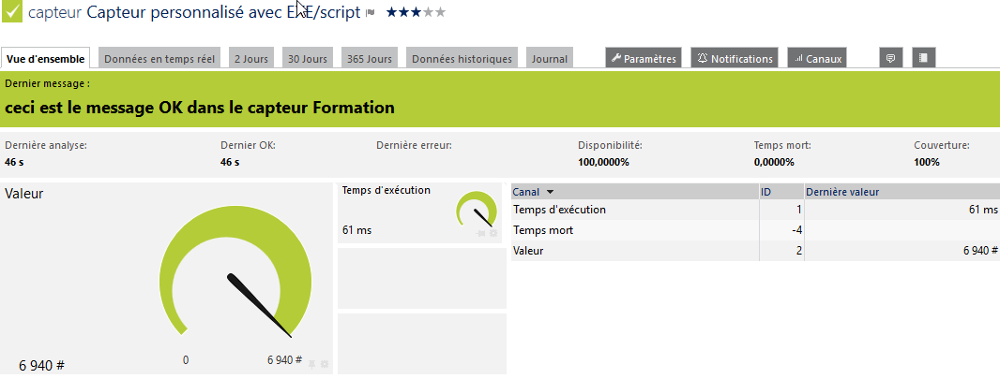 capteur Capteur personnalisé avec EXE/script
Vue d'ensemble Données en temps réel 2 Jours 30 Jours 365 Jours Données historiques Journal Paramètres Notifications Canaux
Dernier message :
ceci est le message OK dans le capteur Formation
Dernière analyse: Dernier OK: Dernière erreur: Disponibilité: Temps mort: Couverture:
46 s 46 s 100,0000% 0,0000% 100%
Valeur
0 6 940 #
6 940 #
Temps d'exécution
61 ms
Canal ID Dernière valeur
Temps d'exécution 1 61 ms
Temps mort -4
Valeur 2 6 940 #